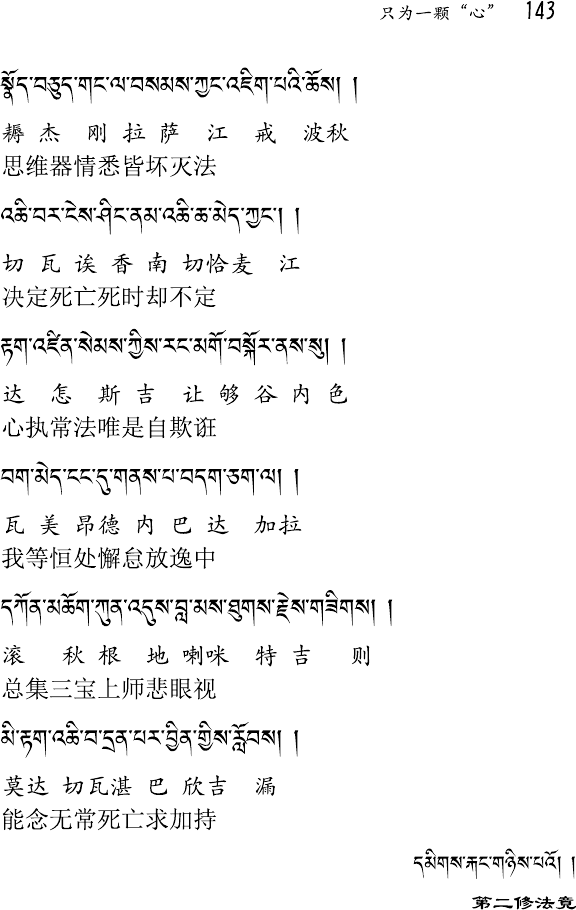 只为一颗“心” 143
སྣོད་བཅུད་གང་ལ་བསམས་ཀྱང་འཇིག་པའི་ཆོས། །
耨 杰 刚 拉 萨 江 戒 波秋
思维器情悉皆坏灭法
འཆི་བར་ངེས་ཤིང་ནམ་འཆི་ཆ་མེད་ཀྱང་། །
切 瓦 诶 香 南 切恰麦 江
决定死亡死时却不定
རྟག་འཛིན་སེམས་ཀྱིས་རང་མགོ་བསྐོར་ནས་སུ། །
达 怎 斯 吉 让 够 谷 内 色
心执常法唯是自欺诳
བག་མེད་ངང་དུ་གནས་པ་བདག་ཅག་ལ། །
瓦 美 昂德 内 巴 达 加拉
我等恒处懈怠放逸中
དཀོན་མཆོག་ཀུན་འདུས་བླ་མས་ཐུགས་རྗེས་གཟིགས། །
滚 秋 根 地 喇咪 特 吉 则
总集三宝上师悲眼视
མི་རྟག་འཆི་བ་དྲན་པར་བྱིན་གྱིས་རློབས། །
莫达 切瓦湛 巴 欣吉 漏
能念无常死亡求加持
དམིགས་རྐང་གཉིས་པའོ། །
第二修法竟